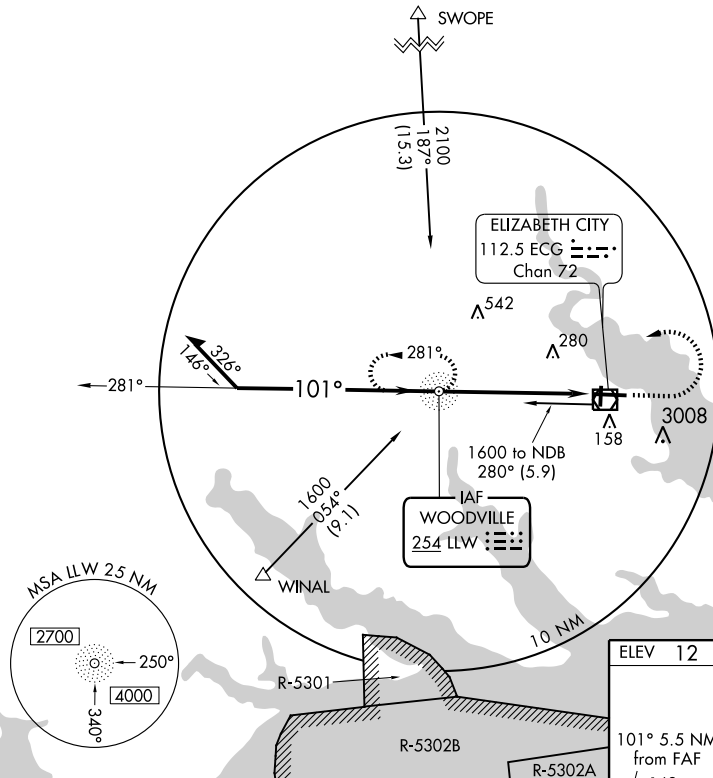 SWOPE
2100
187°
(15.3)
ELIZABETH CITY
112.5 ECG
Chan 72
542
280
281°
326°
146°
281°
101°
3008
158
1600 to NDB
280° (5.9)
1600
054°
(9.1)
IAF
WOODVILLE
254 LLW
WINAL
MSA LLW 25 NM
2700
250°
4000
340°
10 NM
R-5301
R-5302B
R-5302A
ELEV 12
101° 5.5 NM
from FAF